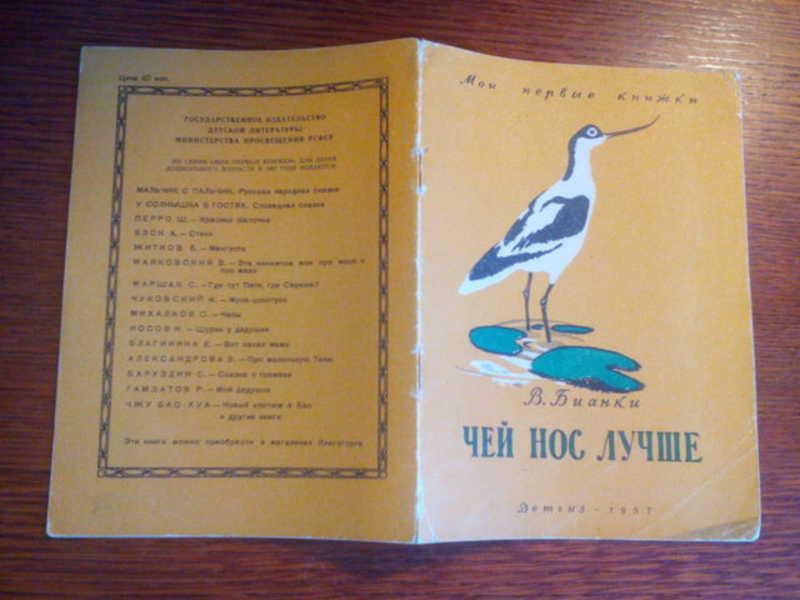 Цена 40 коп.
ГОСУДАРСТВЕННОЕ ИЗДАТЕЛЬСТВО
ДЕТСКОЙ ЛИТЕРАТУРЫ
МИНИСТЕРСТВА ПРОСВЕЩЕНИЯ РСФСР
МАЛЬЧИК С ПАЛЬЧИК. Русская народная сказка
У СОЛНЫШКА В ГОСТЯХ. Словацкая сказка
ПЕРРО Ш. — Красная шапочка
БЛОК А. — Стихи
ЖИТКОВ Б. — Мангуста
МАЯКОВСКИЙ В. — Эта книжечка моя про моря и
про маяк
МАРШАК С. — Где тут Петя, где Серёжа?
ЧУКОВСКИЙ К. — Муха-цокотуха
МИХАЛКОВ С. — Часы
НОСОВ Н. — Шурик у дедушки
БЛАГИНИНА Е. — Вот какая мама
АЛЕКСАНДРОВА З. — Про маленькую Таню
БАРУЗДИН С. — Сказка о трамвае
ГАМЗАТОВ Р. — Мой дедушка
ЧЖУ БАО-ХУА — Новый костюм
и другие книги
Эти книги можно приобрести в магазинах Книготорга
Мои первые книжки
В. Бианки
ЧЕЙ НОС ЛУЧШЕ
Детгиз - 1957